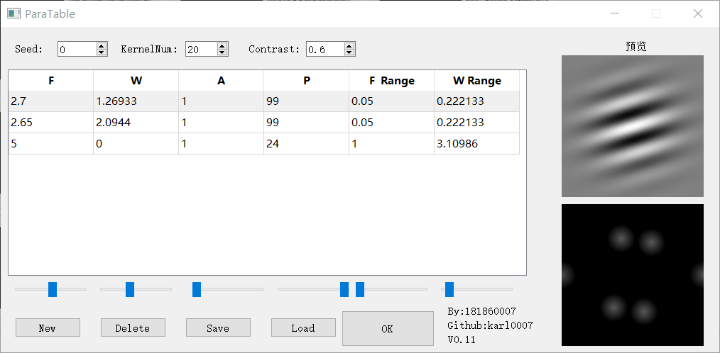 ParaTable
Seed: 0 KernelNum: 20 Contrast: 0.6
预览
F W A P F Range W Range
2.7 1.26933 1 99 0.05 0.222133
2.65 2.0944 1 99 0.05 0.222133
5 0 1 24 1 3.10986
New Delete Save Load OK
By:181860007
Github:karl0007
V0.11